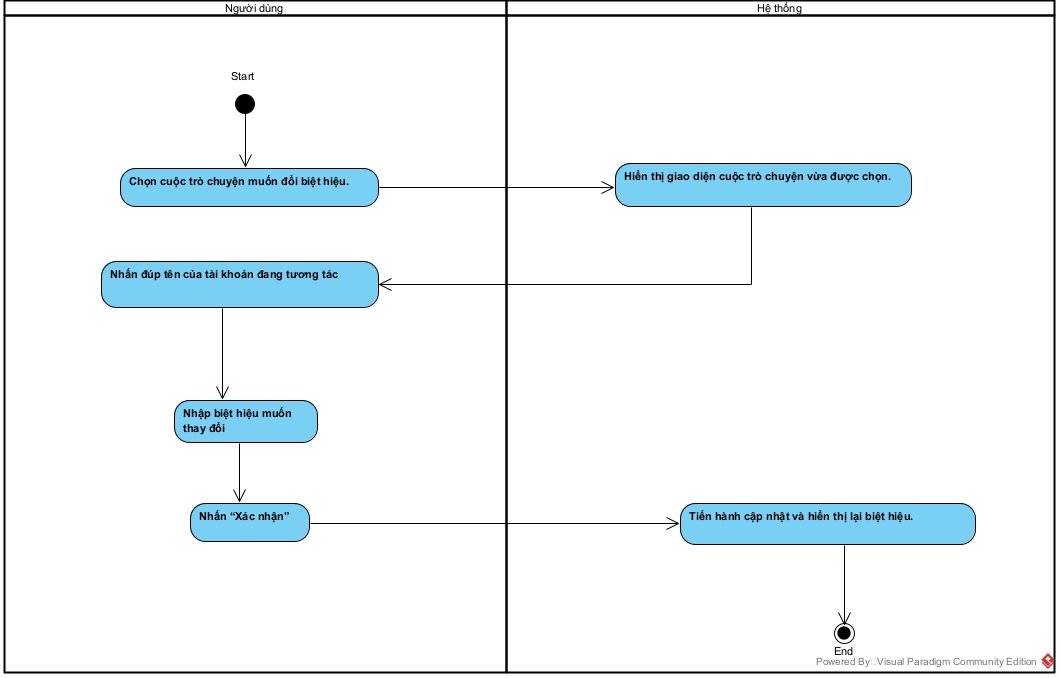 Người dùng
Hệ thống
Start
Chọn cuộc trò chuyện muốn đổi biệt hiệu.
Hiển thị giao diện cuộc trò chuyện vừa được chọn.
Nhấn đúp tên của tài khoản đang tương tác
Nhập biệt hiệu muốn
thay đổi
Nhấn “Xác nhận”
Tiến hành cập nhật và hiển thị lại biệt hiệu.
End
Powered By Visual Paradigm Community Edition